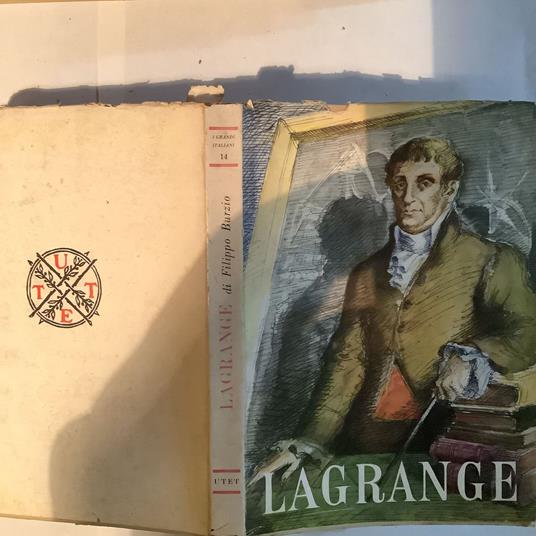 U
T T
E
I GRANDI
ITALIANI
14
LAGRANGE di Filippo Burzio
UTET
LAGRANGE